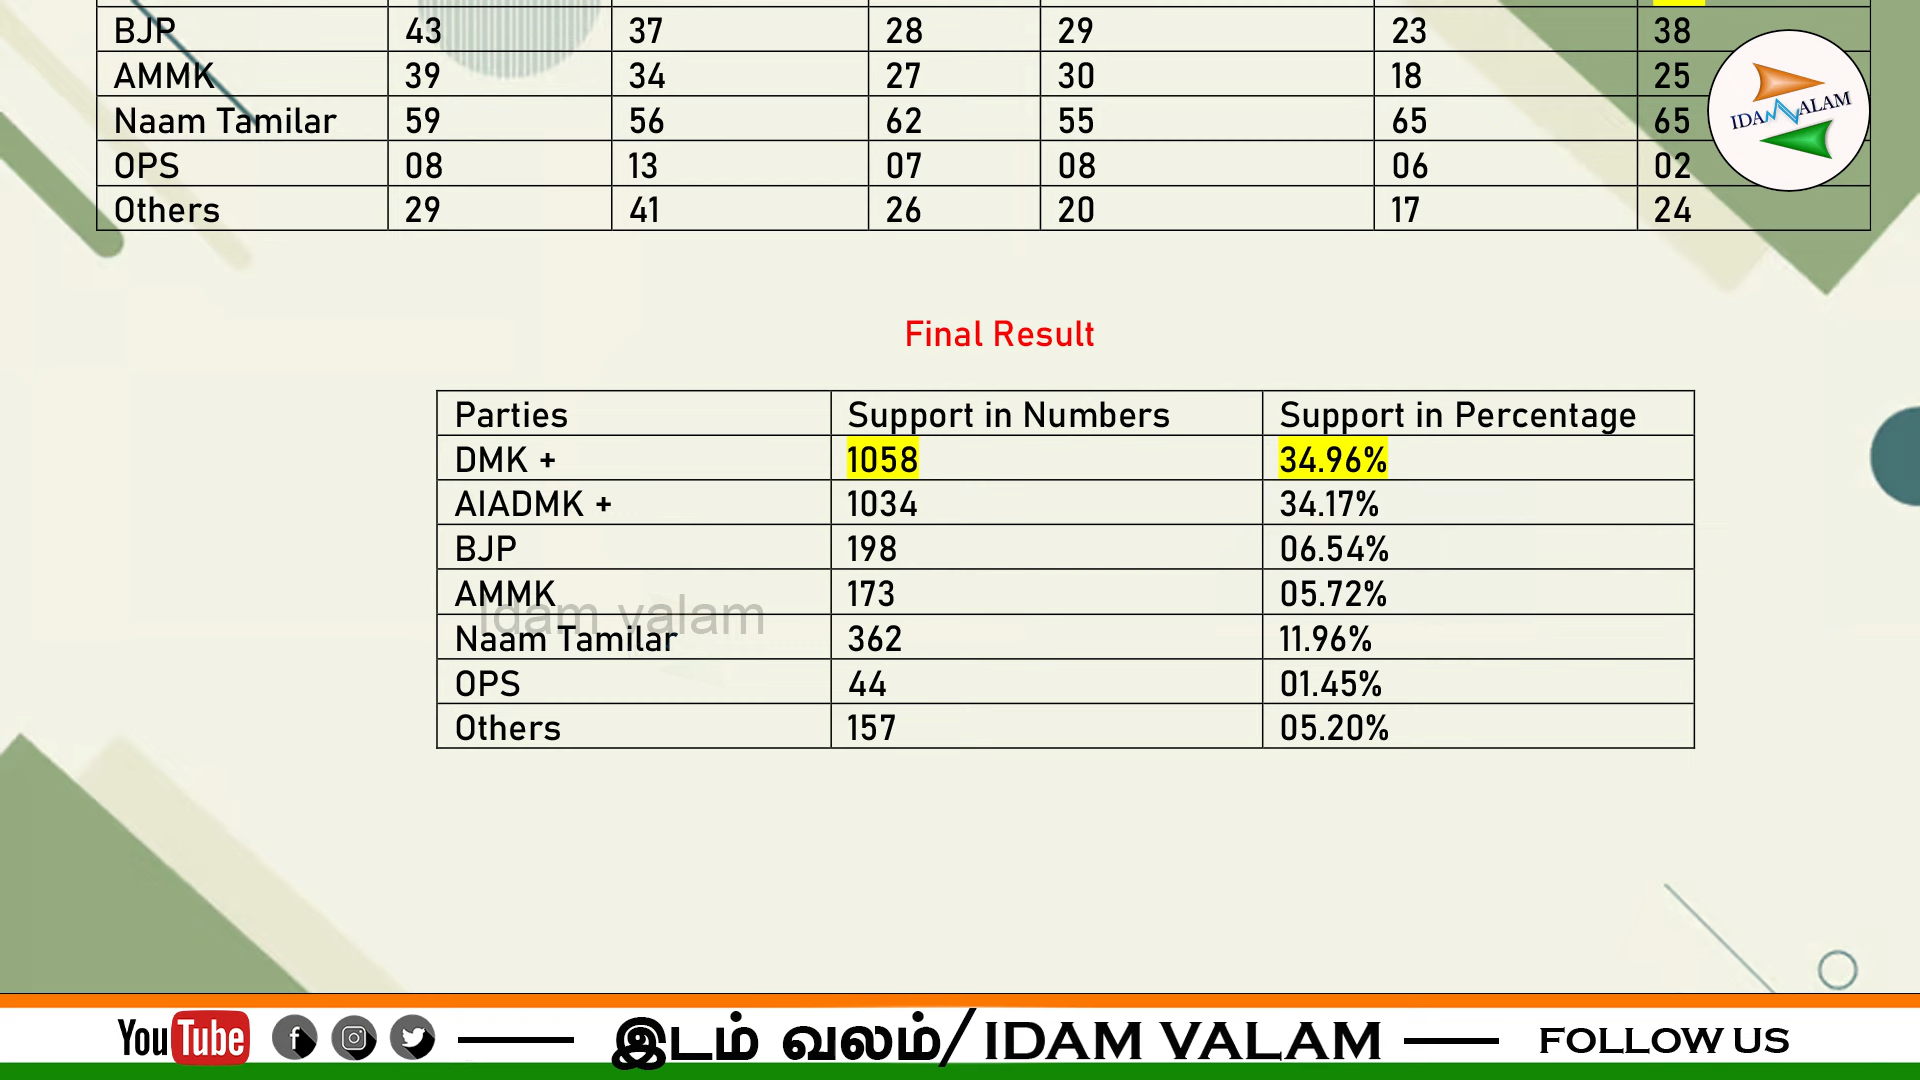 BJP 43 37 28 29 23 38
AMMK 39 34 27 30 18 25
Naam Tamilar 59 56 62 55 65 65
OPS 08 13 07 08 06 02
Others 29 41 26 20 17 24
IDAM VALAM
Final Result
Parties Support in Numbers Support in Percentage
DMK + 1058 34.96%
AIADMK + 1034 34.17%
BJP 198 06.54%
AMMK 173 05.72%
Idam valam
Naam Tamilar 362 11.96%
OPS 44 01.45%
Others 157 05.20%
YouTube இடம் வலம்/ IDAM VALAM FOLLOW US